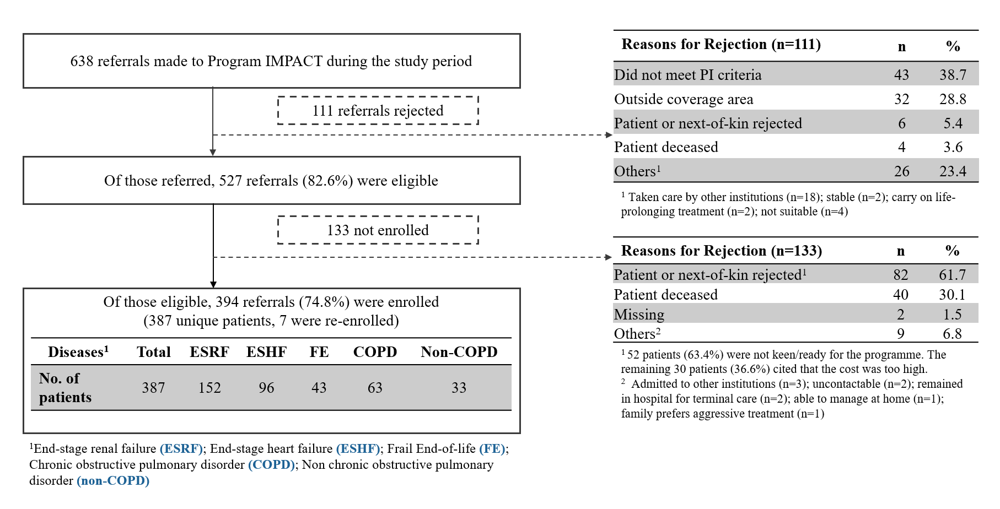 638 referrals made to Program IMPACT during the study period
111 referrals rejected
Of those referred, 527 referrals (82.6%) were eligible
133 not enrolled
Of those eligible, 394 referrals (74.8%) were enrolled
(387 unique patients, 7 were re-enrolled)
Diseases¹ Total ESRF ESHF FE COPD Non-COPD
No. of
patients 387 152 96 43 63 33
¹End-stage renal failure (ESRF); End-stage heart failure (ESHF); Frail End-of-life (FE);
Chronic obstructive pulmonary disorder (COPD); Non chronic obstructive pulmonary
disorder (non-COPD)
Reasons for Rejection (n=111) n %
Did not meet PI criteria 43 38.7
Outside coverage area 32 28.8
Patient or next-of-kin rejected 6 5.4
Patient deceased 4 3.6
Others¹ 26 23.4
¹ Taken care by other institutions (n=18); stable (n=2); carry on life-
prolonging treatment (n=2); not suitable (n=4)
Reasons for Rejection (n=133) n %
Patient or next-of-kin rejected¹ 82 61.7
Patient deceased 40 30.1
Missing 2 1.5
Others² 9 6.8
¹ 52 patients (63.4%) were not keen/ready for the programme. The
remaining 30 patients (36.6%) cited that the cost was too high.
² Admitted to other institutions (n=3); uncontactable (n=2); remained
in hospital for terminal care (n=2); able to manage at home (n=1);
family prefers aggressive treatment (n=1)